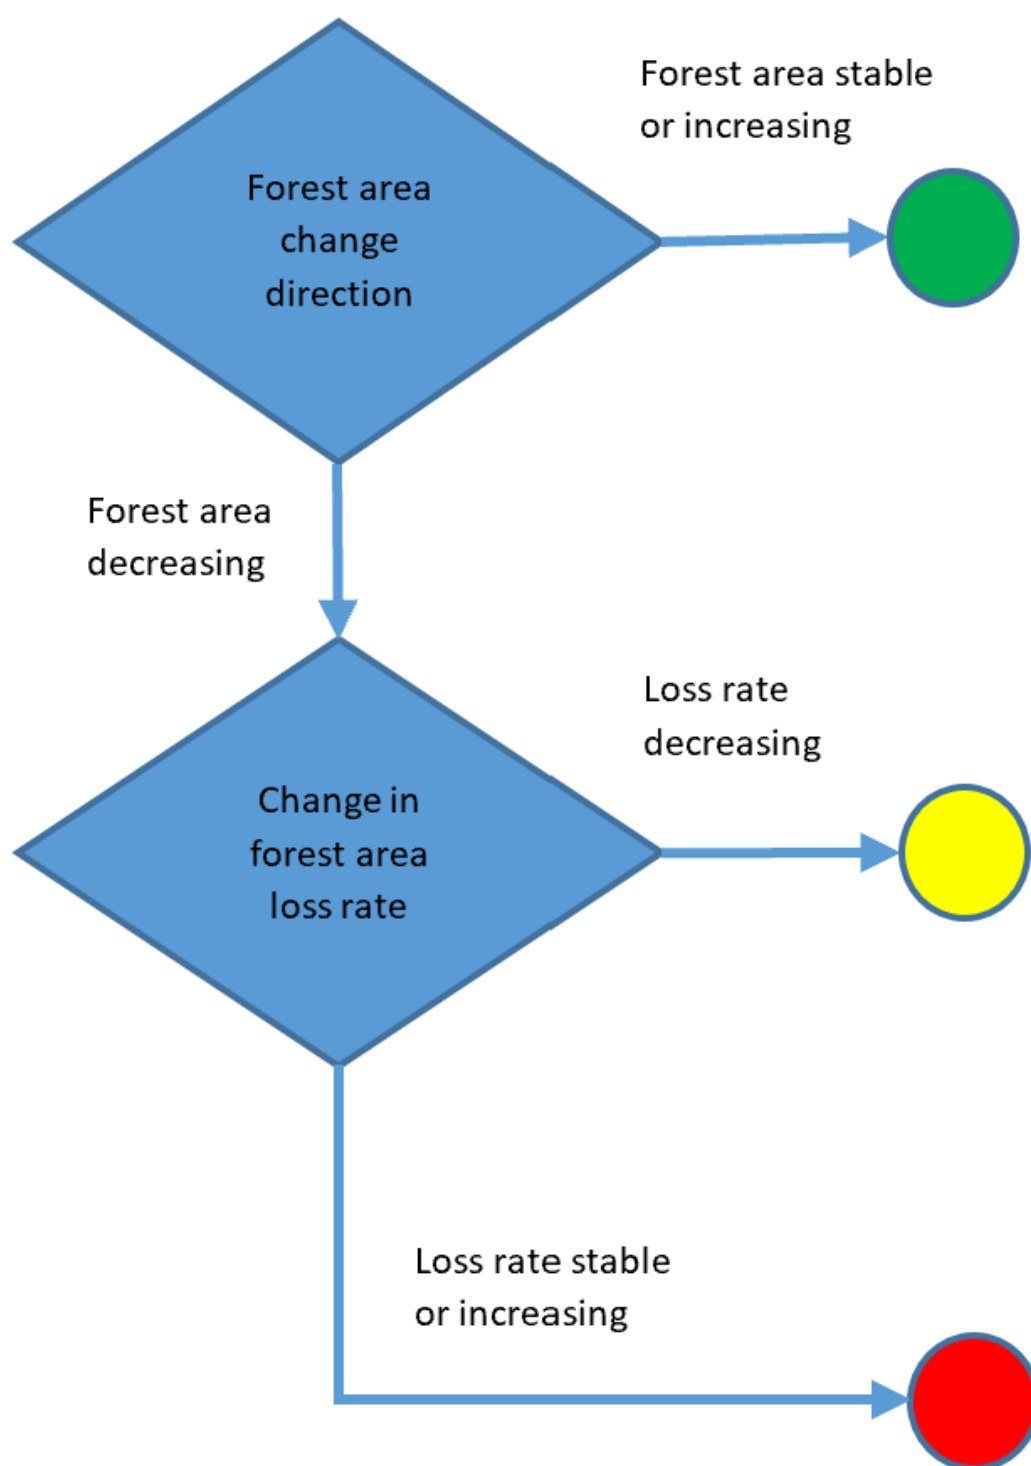 Forest area stable
or increasing
Forest area
change
direction
Forest area
decreasing
Loss rate
decreasing
Change in
forest area
loss rate
Loss rate stable
or increasing